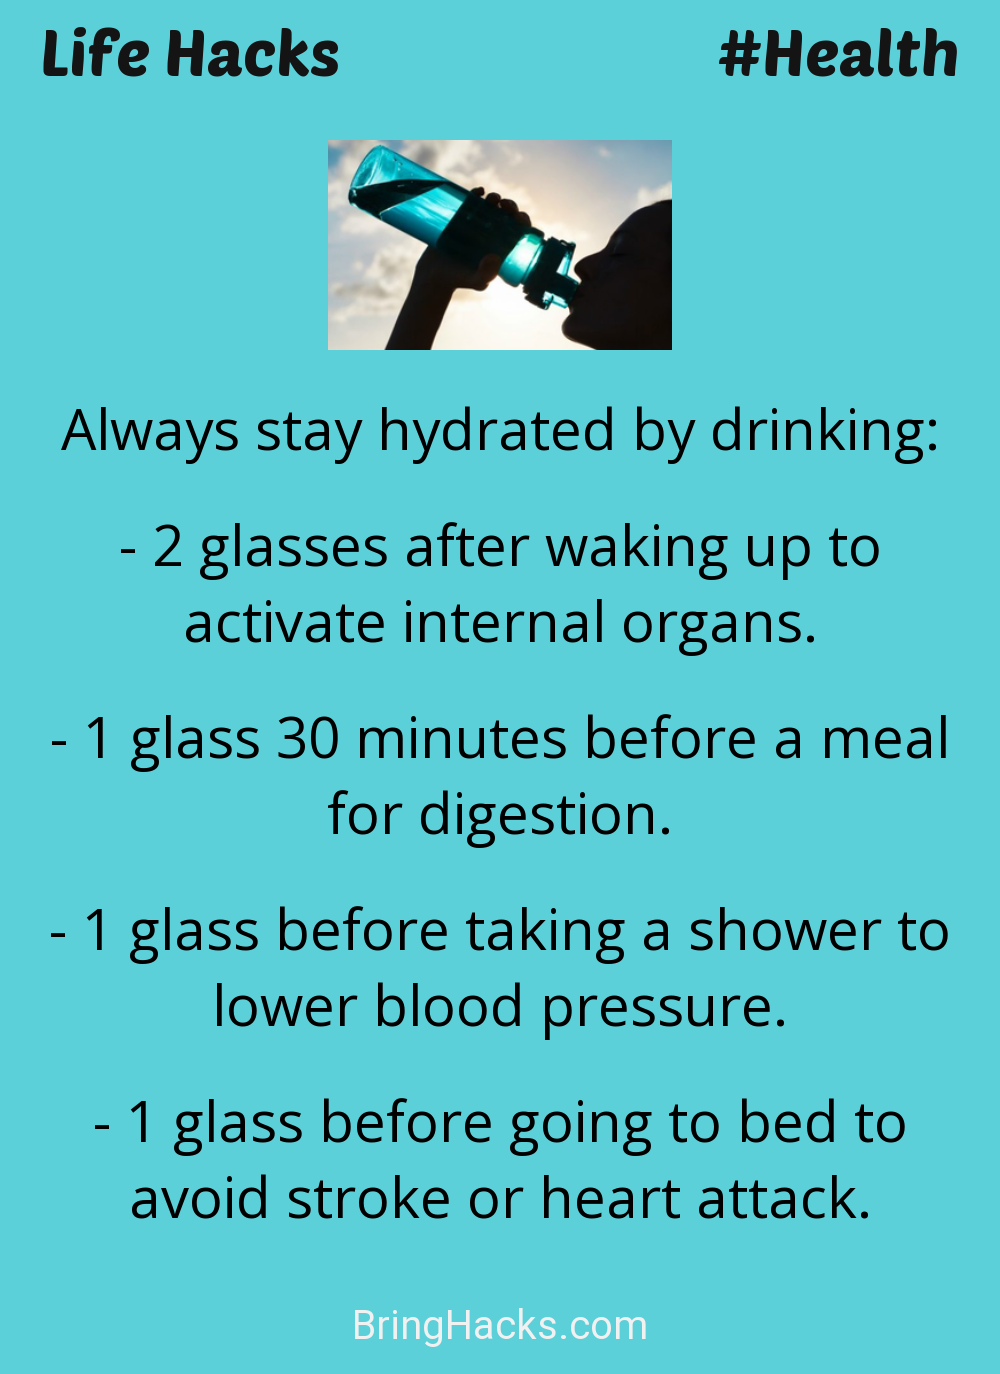 Life Hacks #Health
Always stay hydrated by drinking:
- 2 glasses after waking up to
activate internal organs.
- 1 glass 30 minutes before a meal
for digestion.
- 1 glass before taking a shower to
lower blood pressure.
- 1 glass before going to bed to
avoid stroke or heart attack.
BringHacks.com